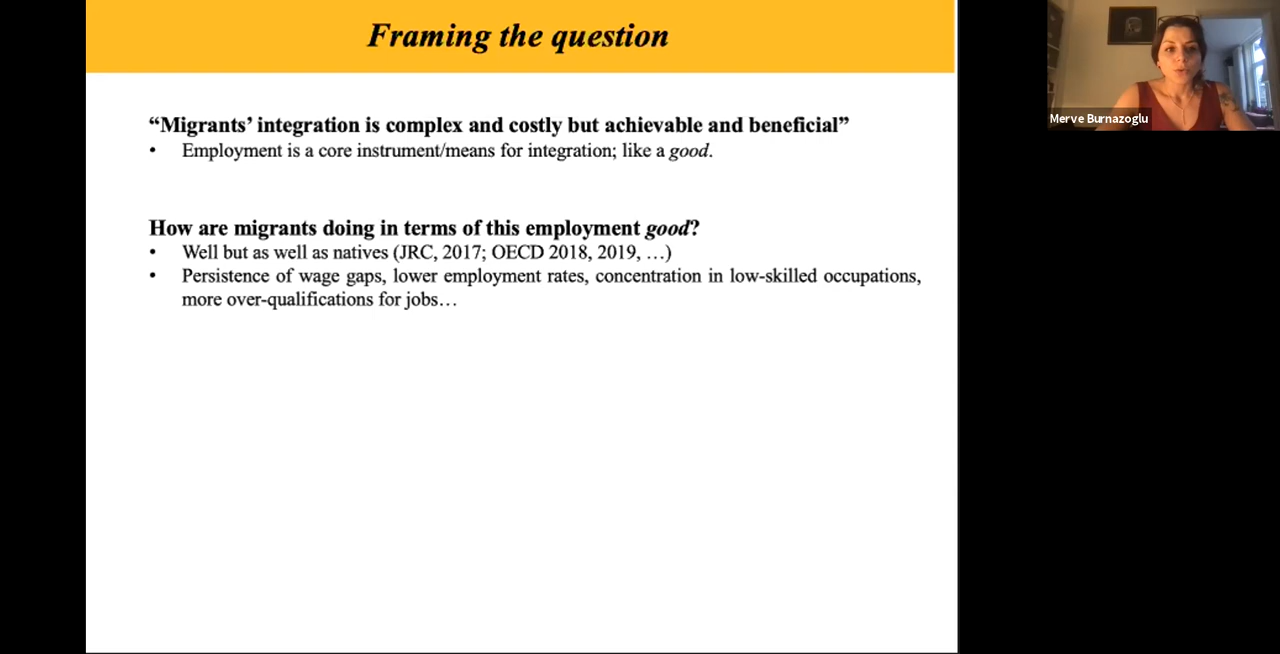 Framing the question
“Migrants’ integration is complex and costly but achievable and beneficial”
• Employment is a core instrument/means for integration; like a good.
How are migrants doing in terms of this employment good?
• Well but as well as natives (JRC, 2017; OECD 2018, 2019, …)
• Persistence of wage gaps, lower employment rates, concentration in low-skilled occupations,
more over-qualifications for jobs…
Merve Burnazoglu